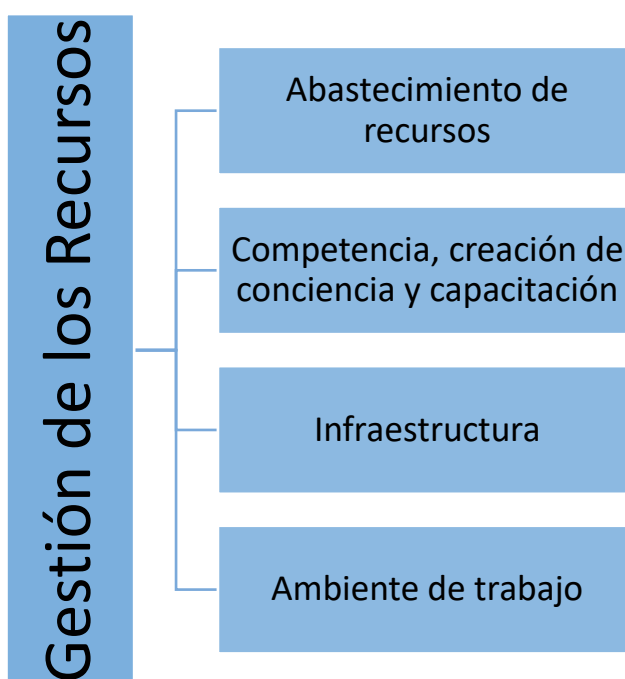 Gestión de los Recursos
Abastecimiento de
recursos
Competencia, creación de
conciencia y capacitación
Infraestructura
Ambiente de trabajo